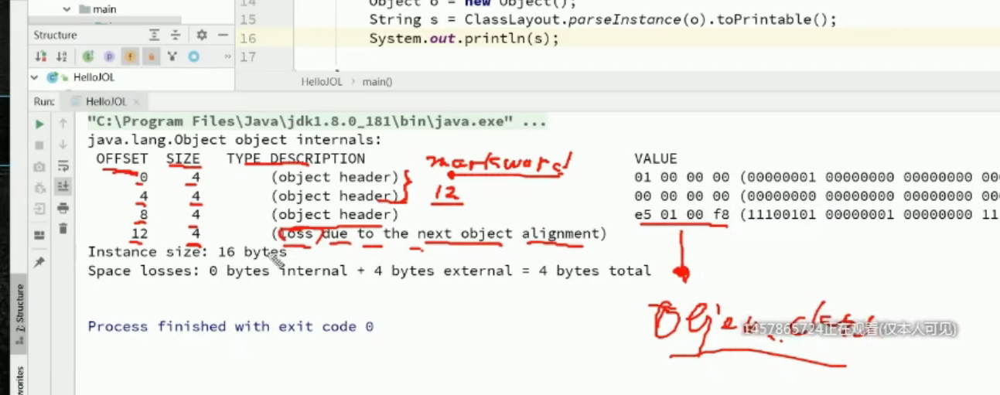 main
14 Object o = new Object();
15 String s = ClassLayout.parseInstance(o).toPrintable();
16 System.out.println(s);
17
Structure
HelloJOL
HelloJOL › main()
Run: HelloJOL
"C:\Program Files\Java\jdk1.8.0_181\bin\java.exe" ...
java.lang.Object object internals:
OFFSET SIZE TYPE DESCRIPTION markword VALUE
0 4 (object header) 01 00 00 00 (00000001 00000000 00000000 00
4 4 (object header) 12 00 00 00 00 (00000000 00000000 00000000 00
8 4 (object header) e5 01 00 f8 (11100101 00000001 00000000 11
12 4 (loss due to the next object alignment)
Instance size: 16 bytes
Space losses: 0 bytes internal + 4 bytes external = 4 bytes total
Process finished with exit code 0
1457865724正在观看(仅本人可见)
7: Structure
vorites